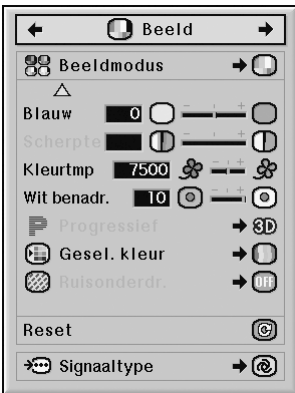 Beeld
Beeldmodus
Blauw 0
Scherpte
Kleurtmp 7500
Wit benadr. 10
P Progressief 3D
Gesel. kleur
Ruisonderdr. OFF
Reset
Signaaltype